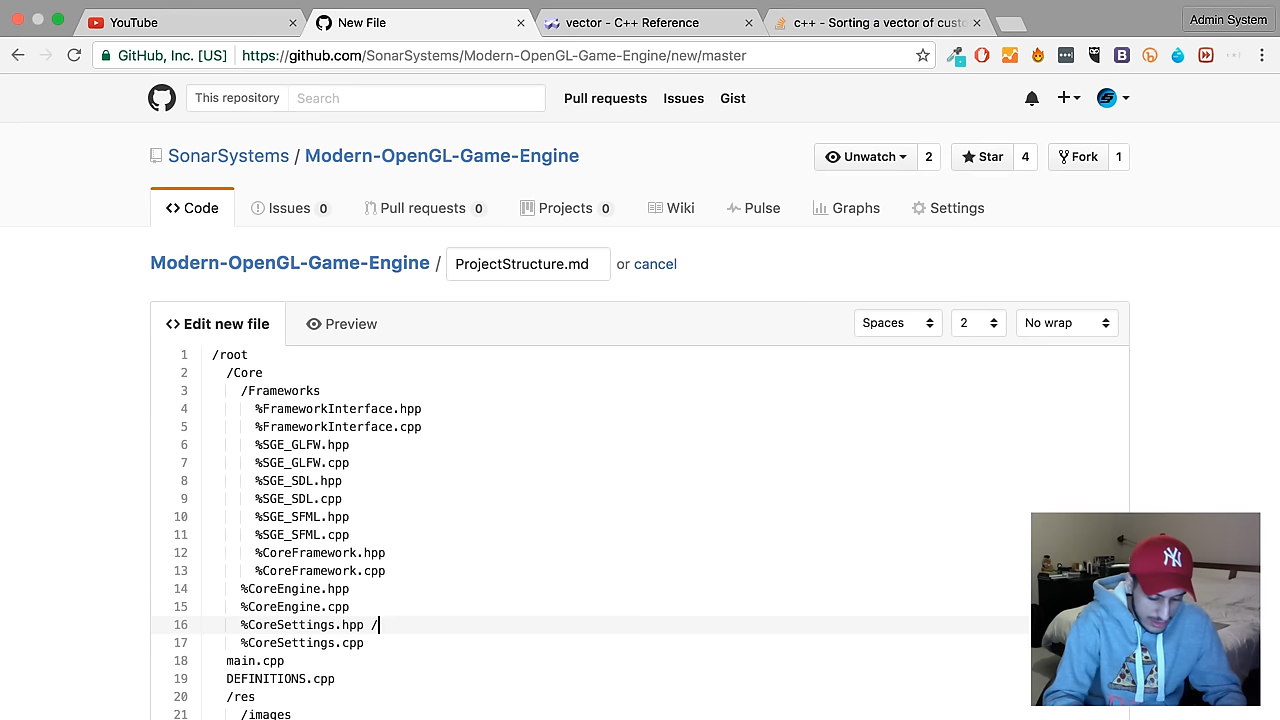 YouTube
New File
vector - C++ Reference
c++ - Sorting a vector of custo
Admin System
GitHub, Inc. [US]
https://github.com/SonarSystems/Modern-OpenGL-Game-Engine/new/master
This repository
Search
Pull requests
Issues
Gist
SonarSystems / Modern-OpenGL-Game-Engine
Unwatch 2
Star 4
Fork 1
Code
Issues 0
Pull requests 0
Projects 0
Wiki
Pulse
Graphs
Settings
Modern-OpenGL-Game-Engine / ProjectStructure.md or cancel
Edit new file
Preview
Spaces
2
No wrap
1 /root
2 /Core
3 /Frameworks
4 %FrameworkInterface.hpp
5 %FrameworkInterface.cpp
6 %SGE_GLFW.hpp
7 %SGE_GLFW.cpp
8 %SGE_SDL.hpp
9 %SGE_SDL.cpp
10 %SGE_SFML.hpp
11 %SGE_SFML.cpp
12 %CoreFramework.hpp
13 %CoreFramework.cpp
14 %CoreEngine.hpp
15 %CoreEngine.cpp
16 %CoreSettings.hpp /
17 %CoreSettings.cpp
18 main.cpp
19 DEFINITIONS.cpp
20 /res
21 /images